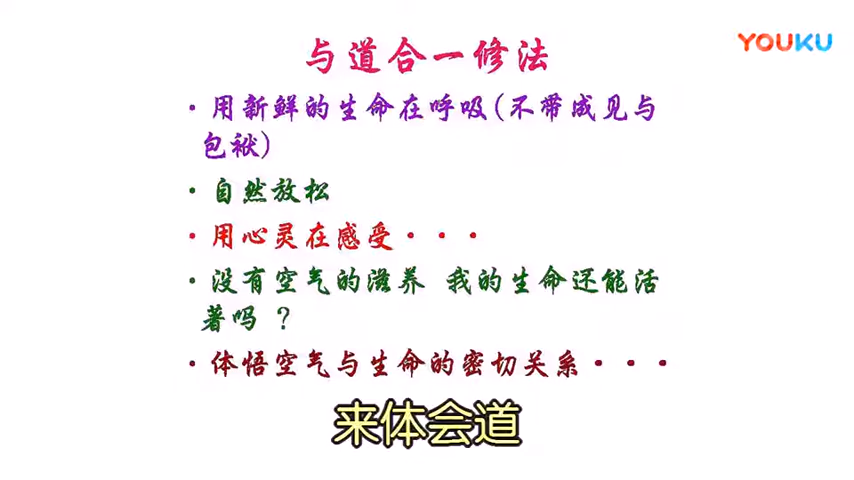 YOUKU
与道合一修法
· 用新鲜的生命在呼吸(不带成见与
包袱)
· 自然放松
· 用心灵在感受···
· 没有空气的滋养 我的生命还能活
著吗 ?
· 体悟空气与生命的密切关系···
来体会道